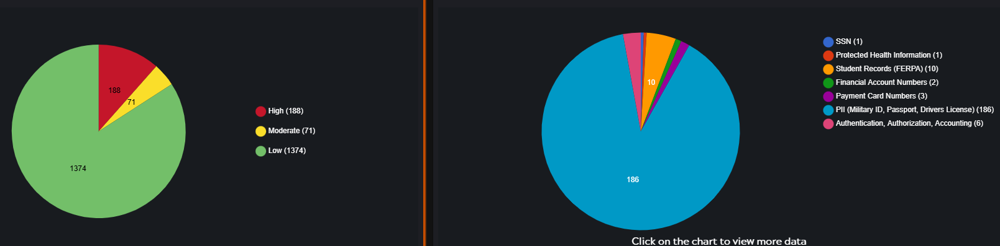 188
71
1374
High (188)
Moderate (71)
Low (1374)
10
186
SSN (1)
Protected Health Information (1)
Student Records (FERPA) (10)
Financial Account Numbers (2)
Payment Card Numbers (3)
PII (Military ID, Passport, Drivers License) (186)
Authentication, Authorization, Accounting (6)
Click on the chart to view more data